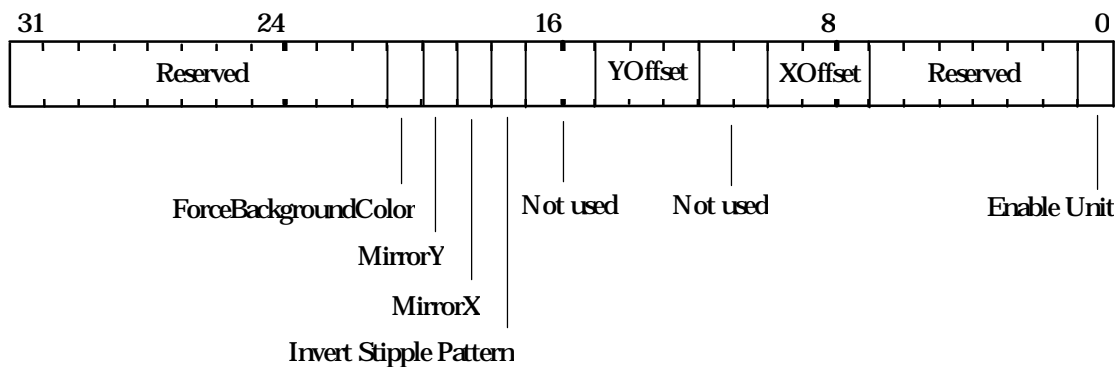 31 24 16 8 0
Reserved YOffset XOffset Reserved
ForceBackgroundColor Not used Not used Enable Unit
MirrorY
MirrorX
Invert Stipple Pattern